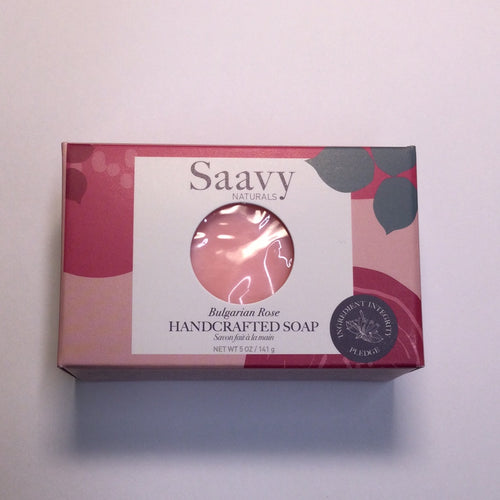 Saavy
NATURALS
Bulgarian Rose
HANDCRAFTED SOAP
Savon fait à la main
NET WT 5 OZ / 141 g
INGREDIENT INTEGRITY
PLEDGE